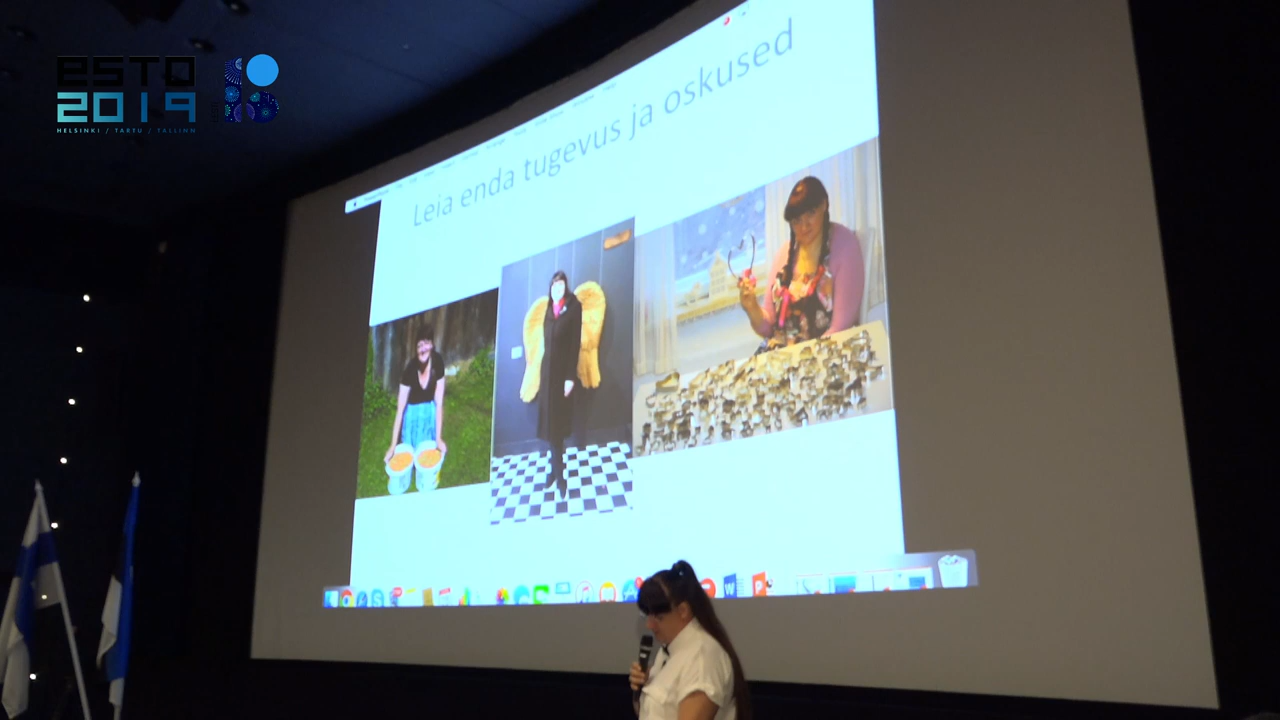 ESTO
2019
HELSINKI / TARTU / TALLINN
Leia enda tugevus ja oskused
W
P